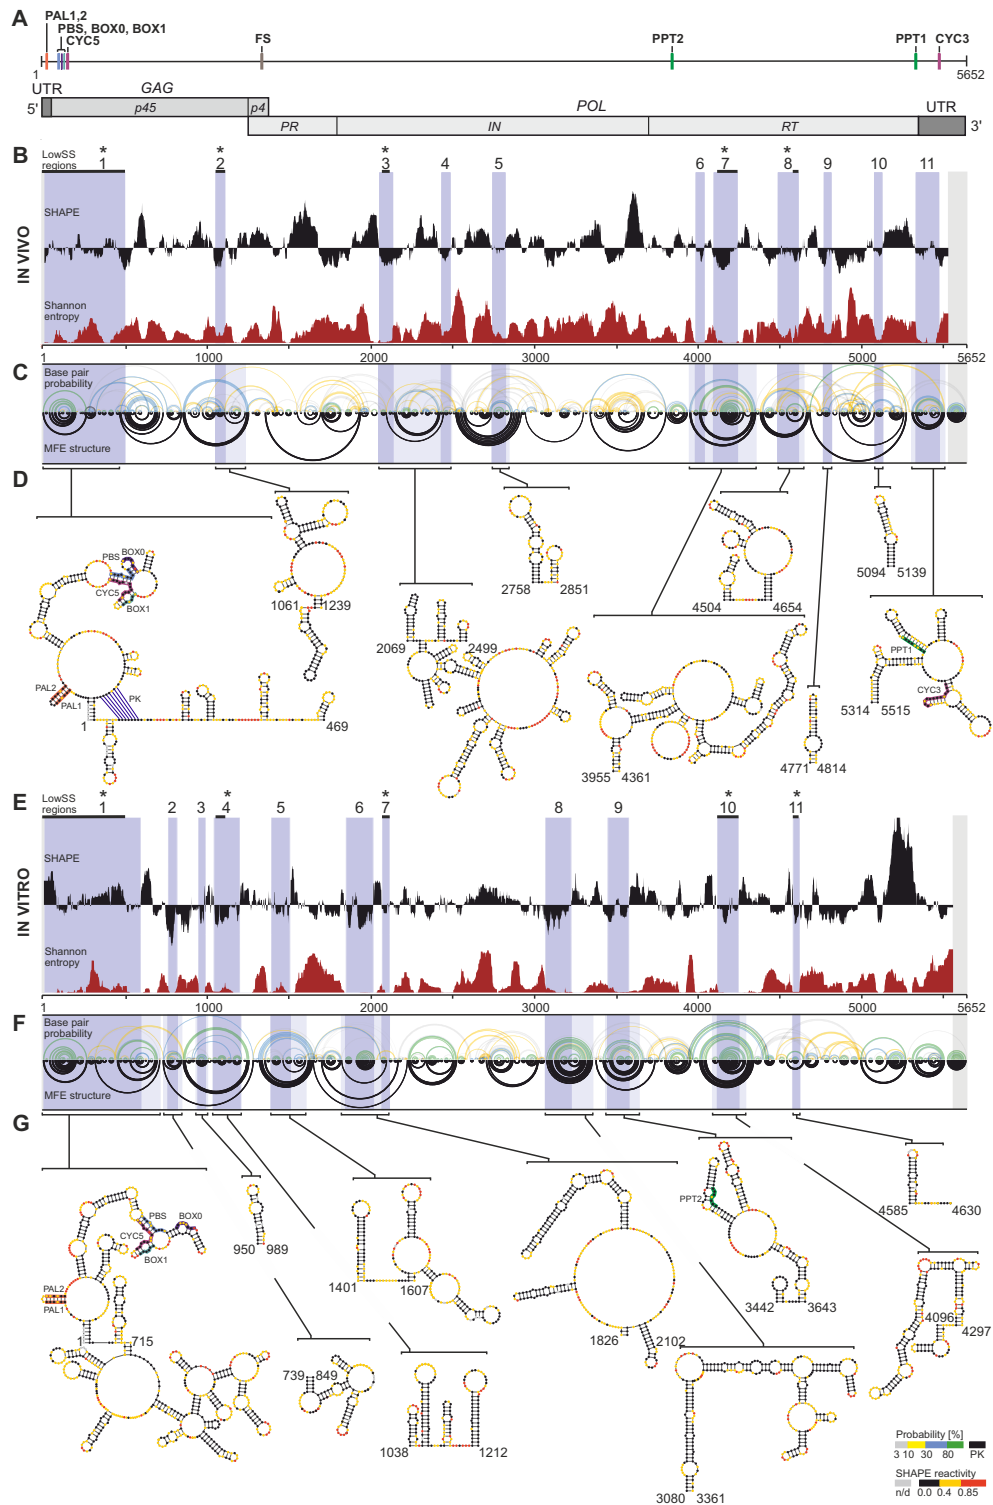 A
PAL1,2
PBS, BOX0, BOX1
CYC5
FS
PPT2
PPT1
CYC3
1
5652
UTR
GAG
POL
UTR
5'
p45
p4
PR
IN
RT
3'
B
LowSS
regions
* * * *
1 2 3 4 5 6 7 8 9 10 11
SHAPE
IN VIVO
Shannon
entropy
1 1000 2000 3000 4000 5000 5652
C
Base pair
probability
MFE structure
D
PBS
BOX0
CYC5
BOX1
PAL2
PAL1
PK
1
469
1061
1239
2069
2499
2758
2851
3955
4361
4504
4654
4771
4814
5094
5139
PPT1
CYC3
5314
5515
E
LowSS
regions
* * * * *
1 2 3 4 5 6 7 8 9 10 11
SHAPE
IN VITRO
Shannon
entropy
1 1000 2000 3000 4000 5000 5652
F
Base pair
probability
MFE structure
G
PBS
BOX0
CYC5
BOX1
PAL2
PAL1
1
715
739
849
950
989
1038
1212
1401
1607
1826
2102
3080
3361
PPT2
3442
3643
4096
4297
4585
4630
Probability [%]
3 10 30 80 PK
SHAPE reactivity
n/d 0.0 0.4 0.85